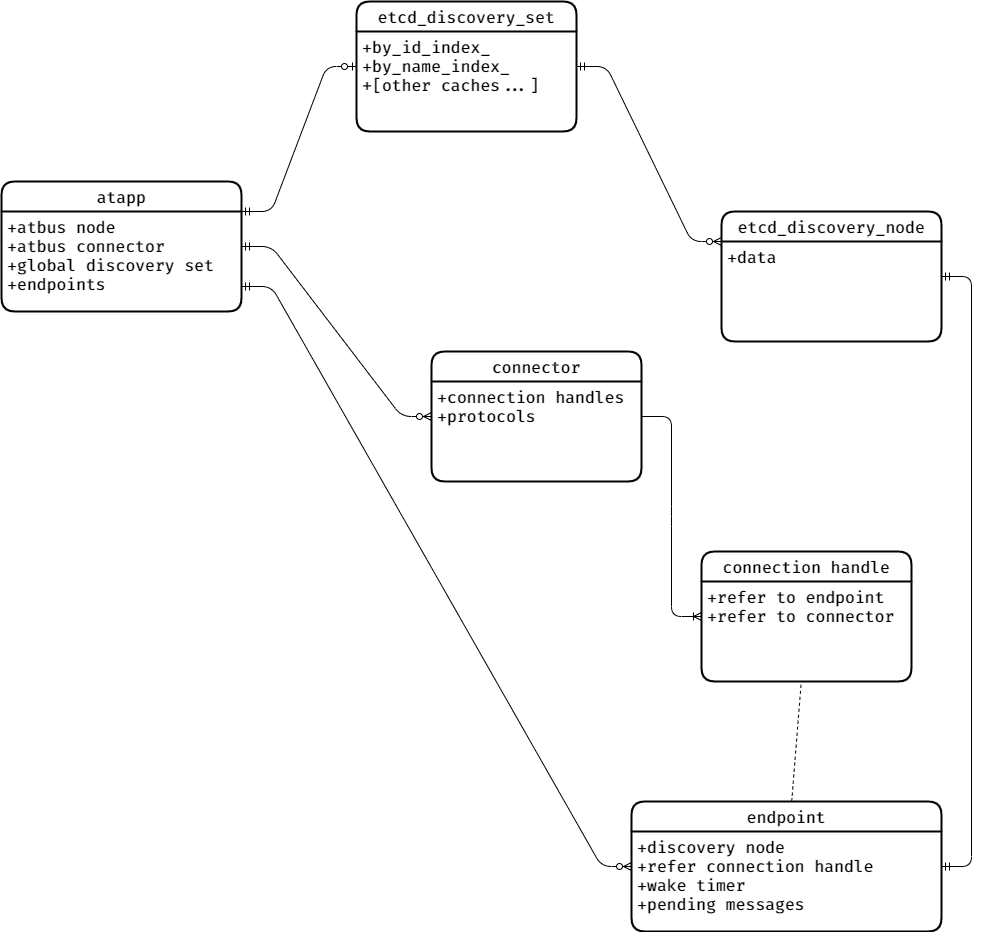 etcd_discovery_set
+by_id_index_
+by_name_index_
+[other caches...]
atapp
+atbus node
+atbus connector
+global discovery set
+endpoints
etcd_discovery_node
+data
connector
+connection handles
+protocols
connection handle
+refer to endpoint
+refer to connector
endpoint
+discovery node
+refer connection handle
+wake timer
+pending messages